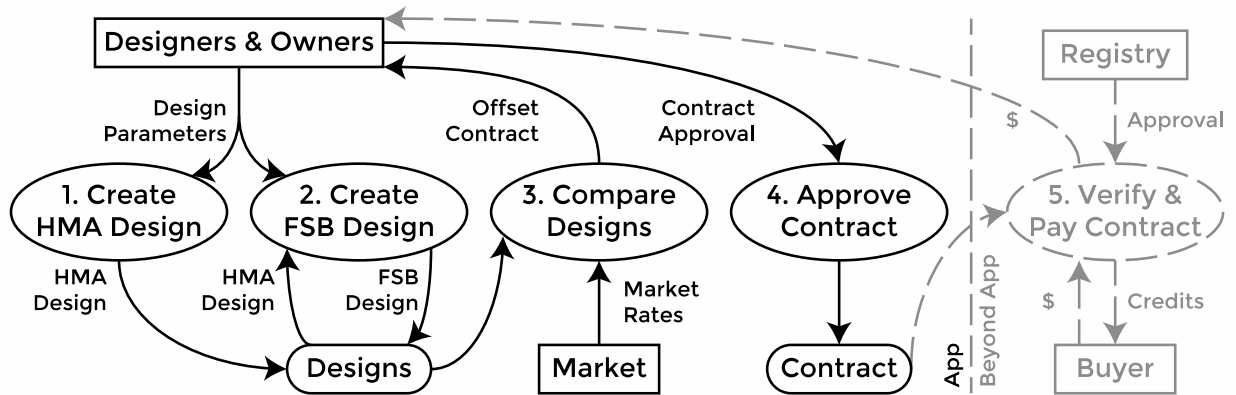 Designers & Owners
Registry
Design
Parameters
Offset
Contract
Contract
Approval
$
Approval
1. Create
HMA Design
2. Create
FSB Design
3. Compare
Designs
4. Approve
Contract
5. Verify &
Pay Contract
HMA
Design
HMA
Design
FSB
Design
Market
Rates
$
Credits
Designs
Market
Contract
App
Beyond App
Buyer